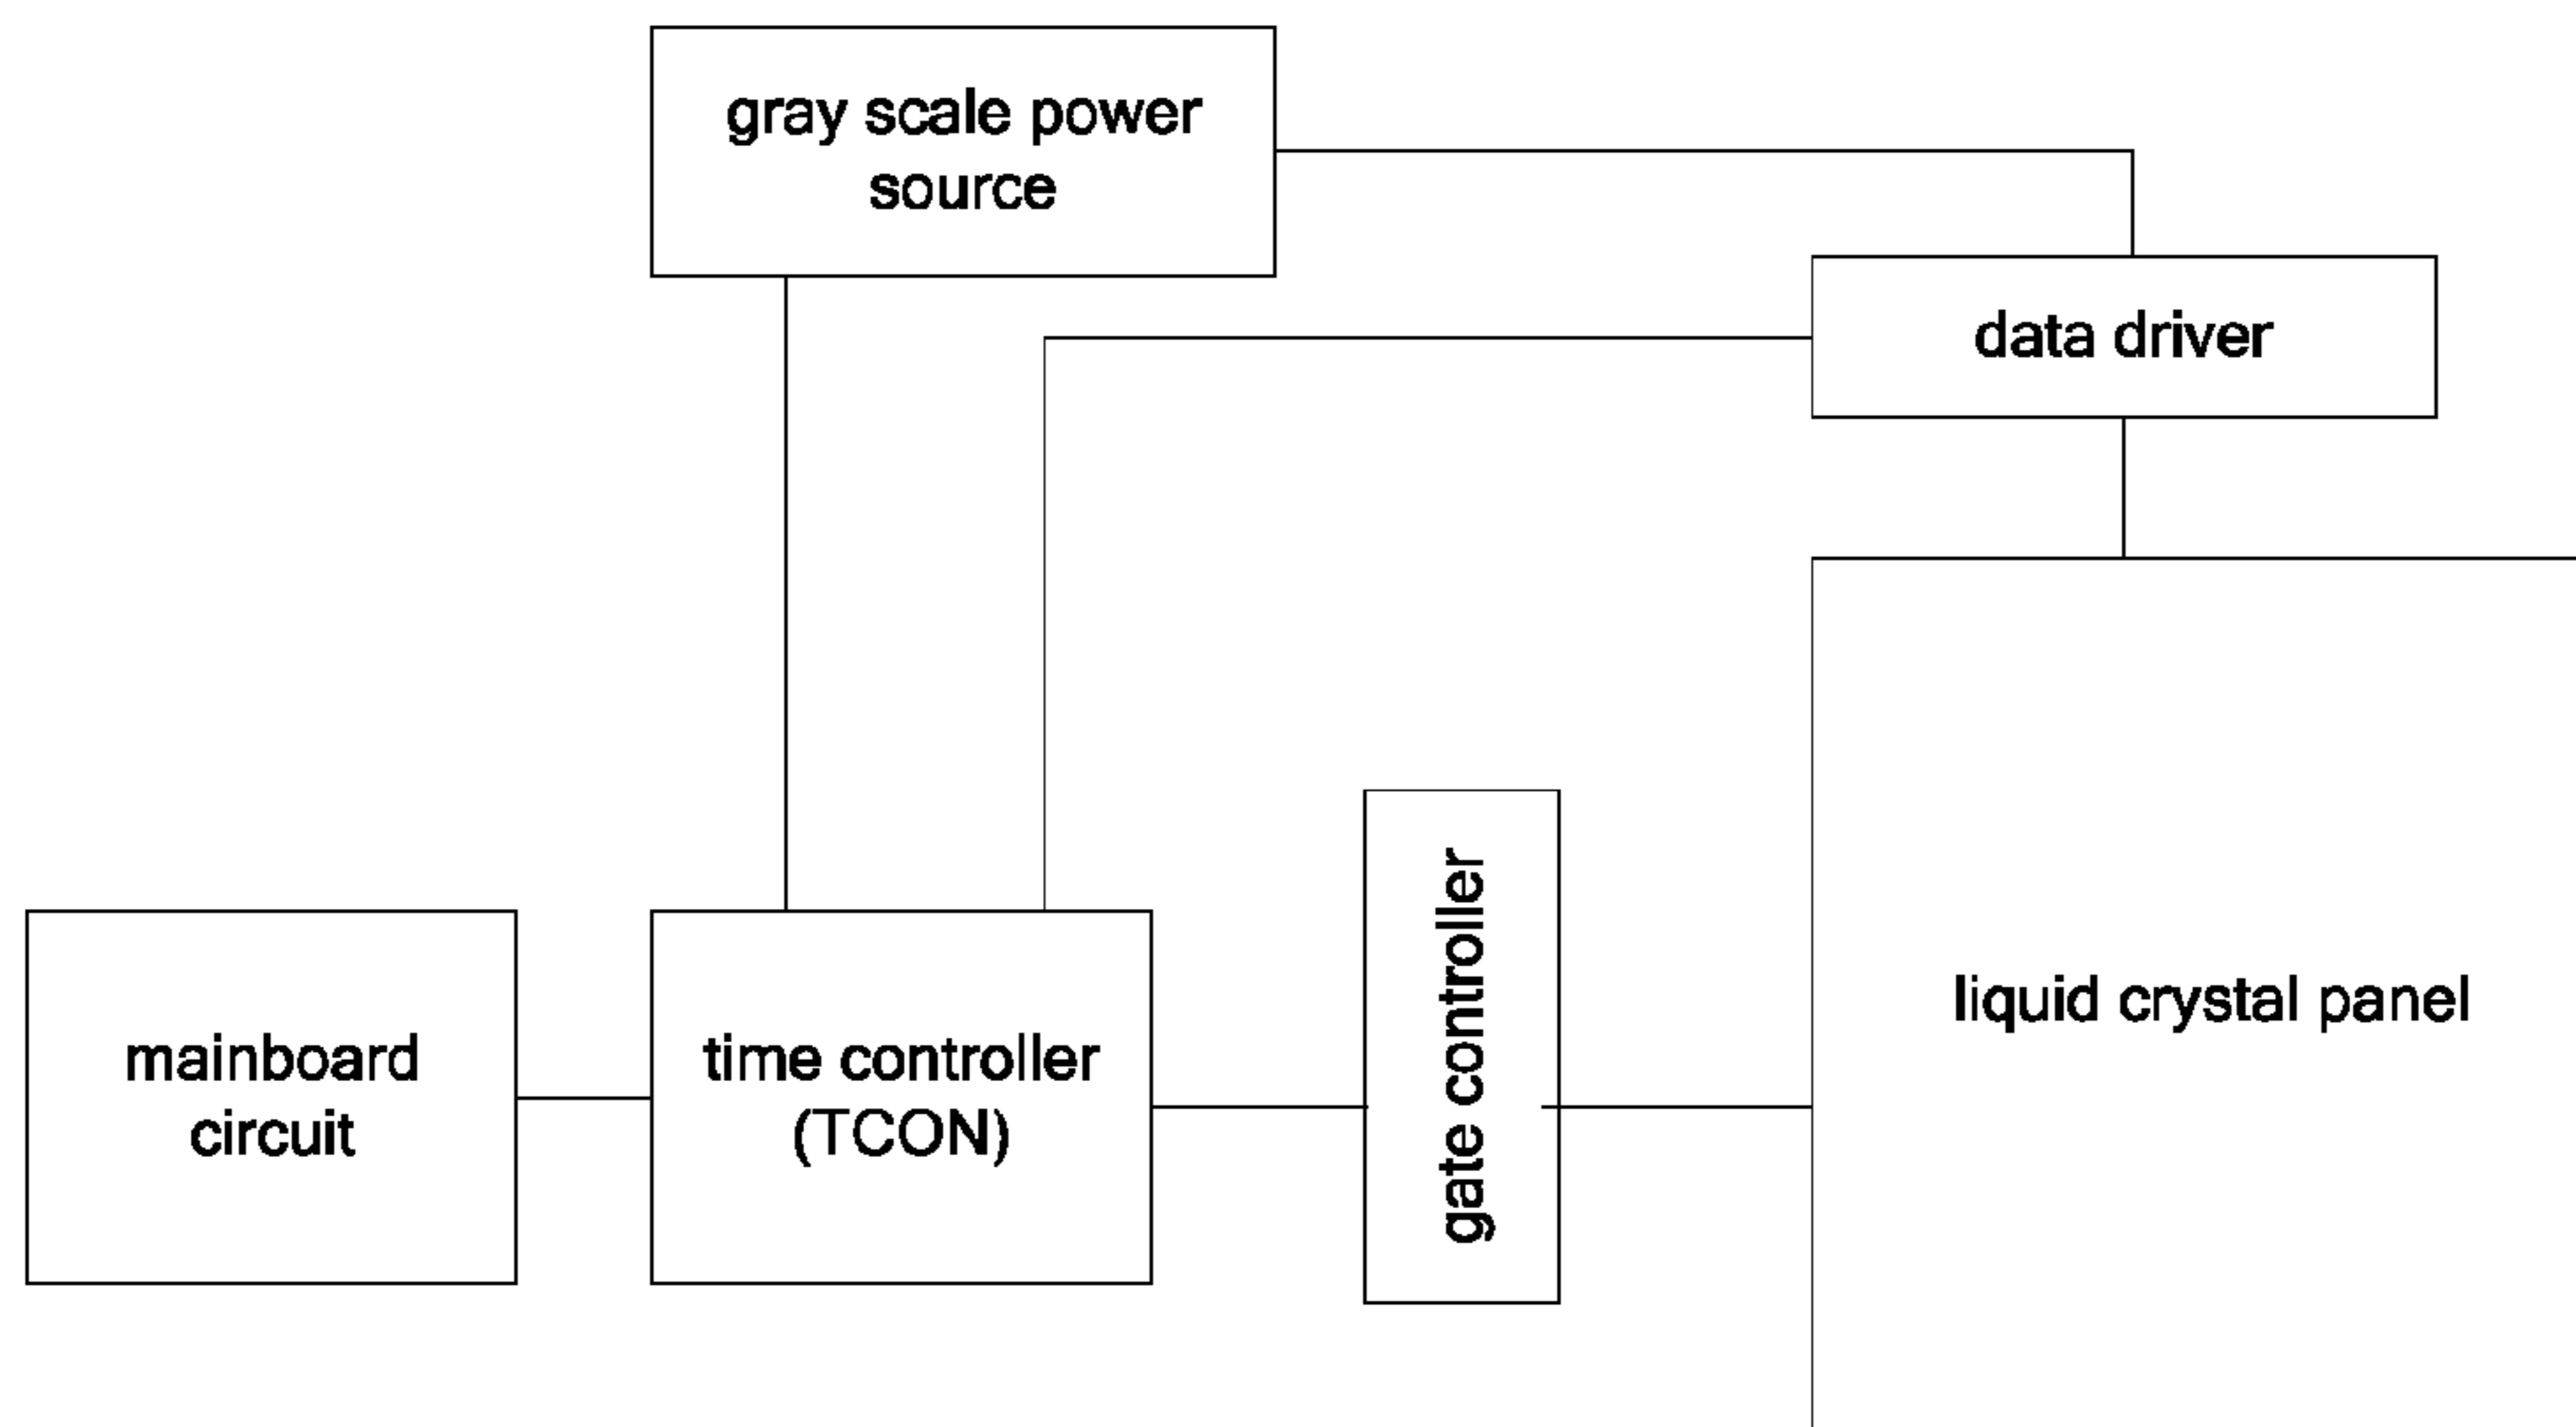 gray scale power
source
data driver
gate controller
liquid crystal panel
mainboard
circuit
time controller
(TCON)